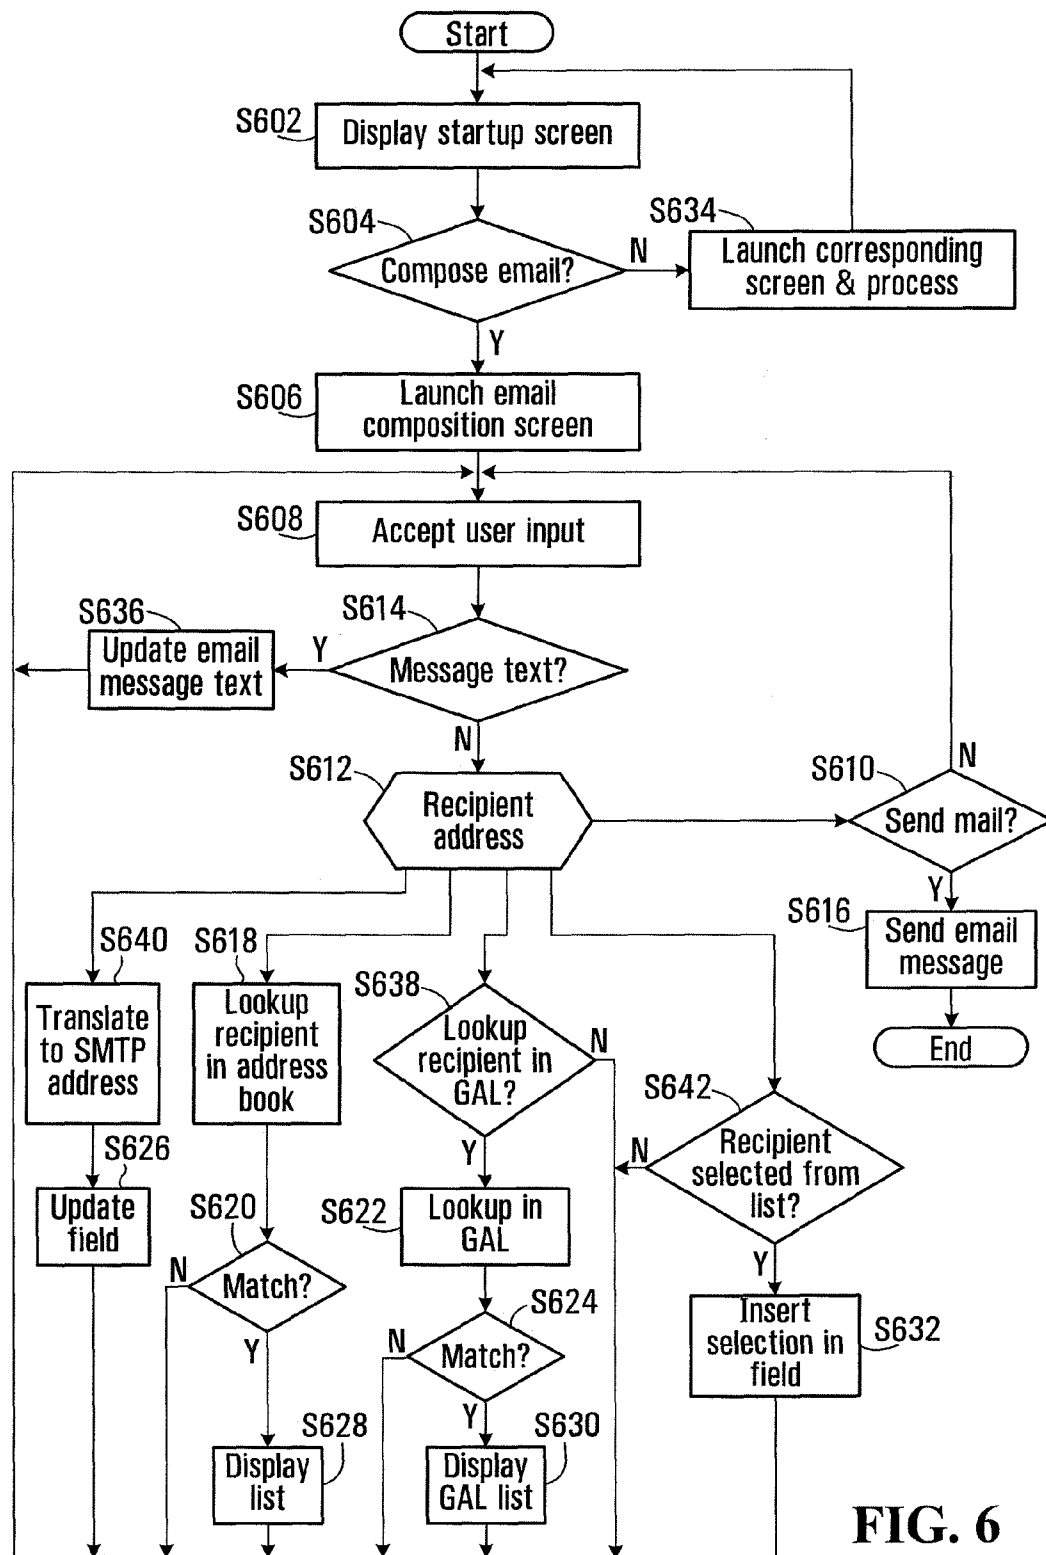 Start
S602
Display startup screen
S604
Compose email?
N
S634
Launch corresponding
screen & process
Y
S606
Launch email
composition screen
S608
Accept user input
S636
Update email
message text
Y
S614
Message text?
N
S612
Recipient
address
S610
N
Send mail?
Y
S616
Send email
message
End
S640
Translate
to SMTP
address
S626
Update
field
S618
Lookup
recipient
in address
book
S620
N
Match?
Y
S628
Display
list
S638
Lookup
recipient in
GAL?
N
Y
S622
Lookup in
GAL
S624
N
Match?
Y
S630
Display
GAL list
S642
N
Recipient
selected from
list?
Y
Insert
selection in
field
S632
FIG. 6